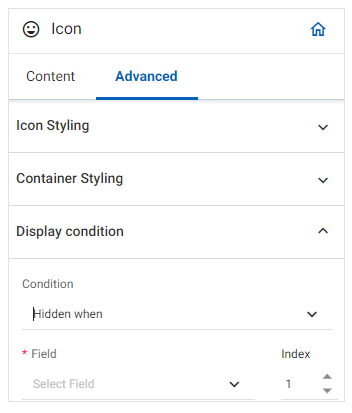 Icon
Content Advanced
Icon Styling
Container Styling
Display condition
Condition
Hidden when
* Field Index
Select Field 1